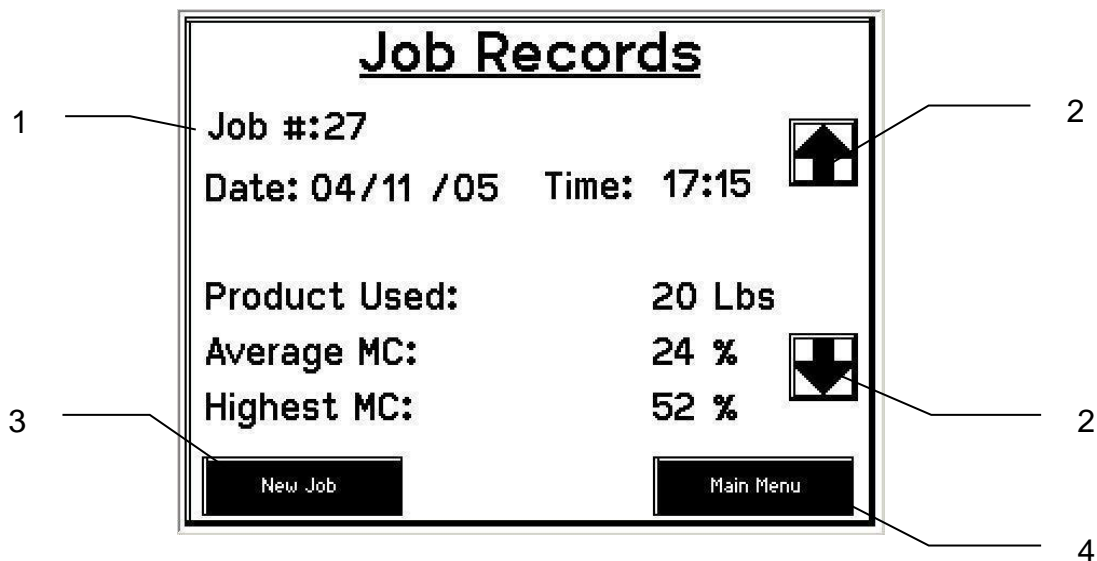 Job Records
1
Job #:27
2
Date: 04/11 /05 Time: 17:15
Product Used: 20 Lbs
Average MC: 24 %
Highest MC: 52 %
3
2
New Job Main Menu
4